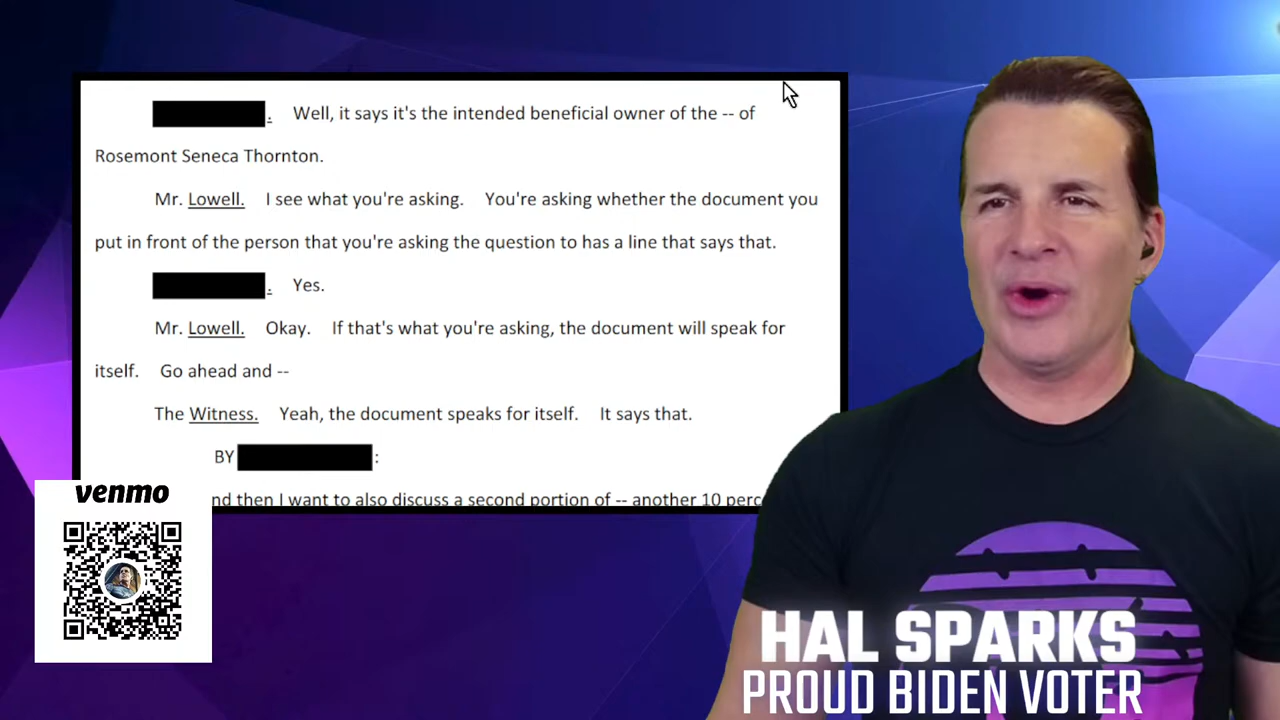 . Well, it says it's the intended beneficial owner of the -- of
Rosemont Seneca Thornton.
Mr. Lowell. I see what you're asking. You're asking whether the document you
put in front of the person that you're asking the question to has a line that says that.
. Yes.
Mr. Lowell. Okay. If that's what you're asking, the document will speak for
itself. Go ahead and --
The Witness. Yeah, the document speaks for itself. It says that.
BY :
nd then I want to also discuss a second portion of -- another 10 perc
venmo
HAL SPARKS
PROUD BIDEN VOTER